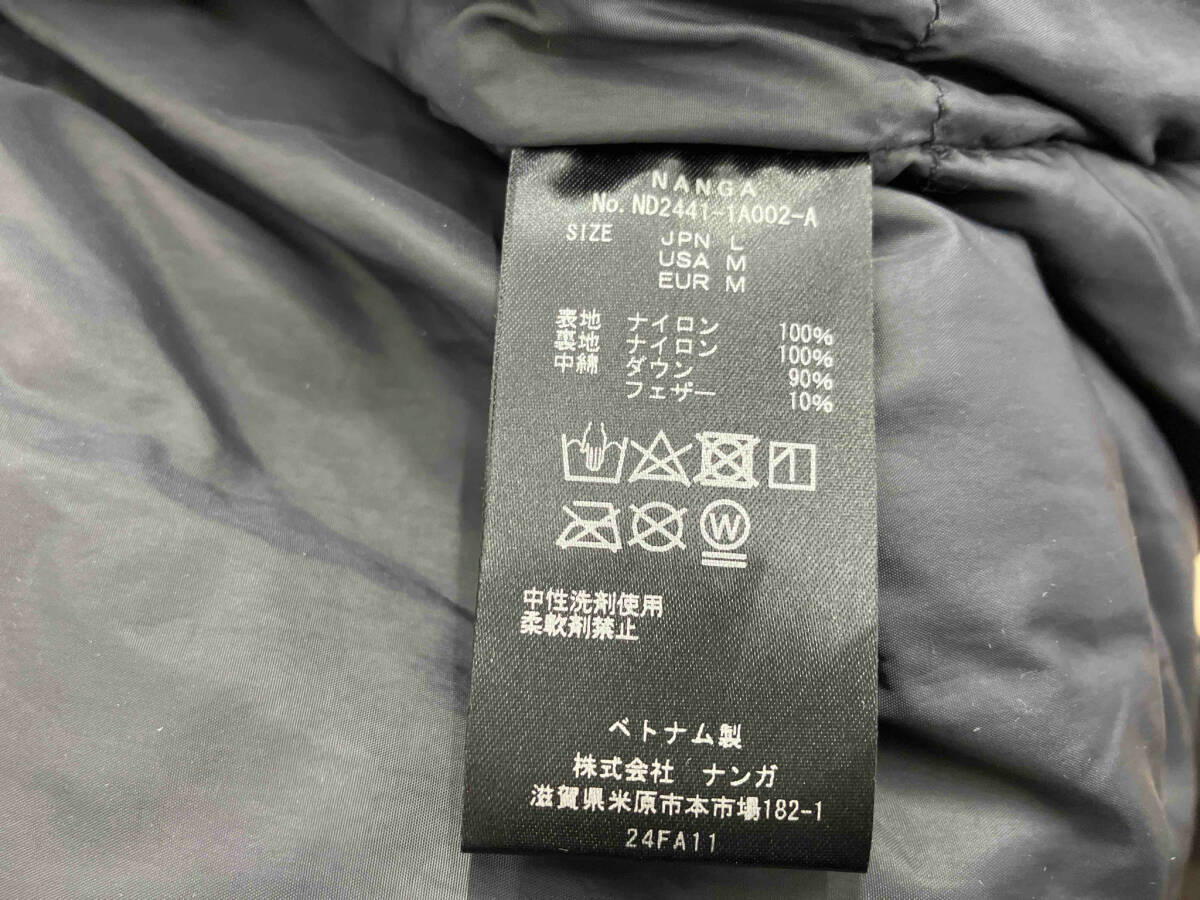 NANGA
No. ND2441-1A002-A
SIZE JPN L
USA M
EUR M
表地 ナイロン 100%
裏地 ナイロン 100%
中綿 ダウン 90%
フェザー 10%
W
中性洗剤使用
柔軟剤禁止
ベトナム製
株式会社 ナンガ
滋賀県米原市本市場182-1
24FA11